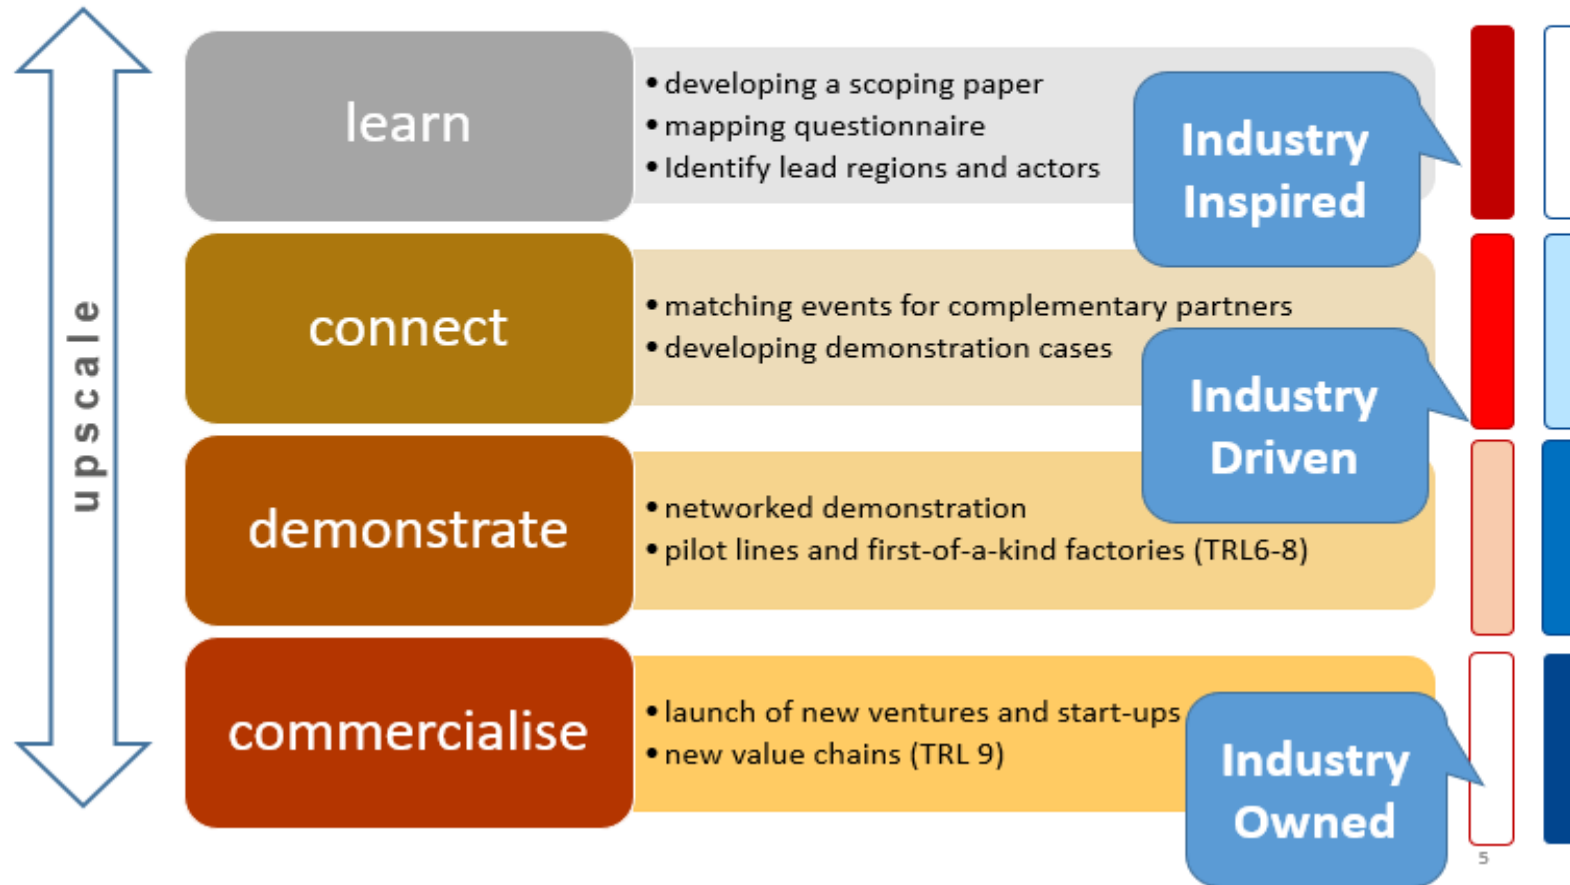 upscale
learn
• developing a scoping paper
• mapping questionnaire
• Identify lead regions and actors
Industry
Inspired
connect
• matching events for complementary partners
• developing demonstration cases
Industry
Driven
demonstrate
• networked demonstration
• pilot lines and first-of-a-kind factories (TRL6-8)
commercialise
• launch of new ventures and start-ups
• new value chains (TRL 9)
Industry
Owned
5